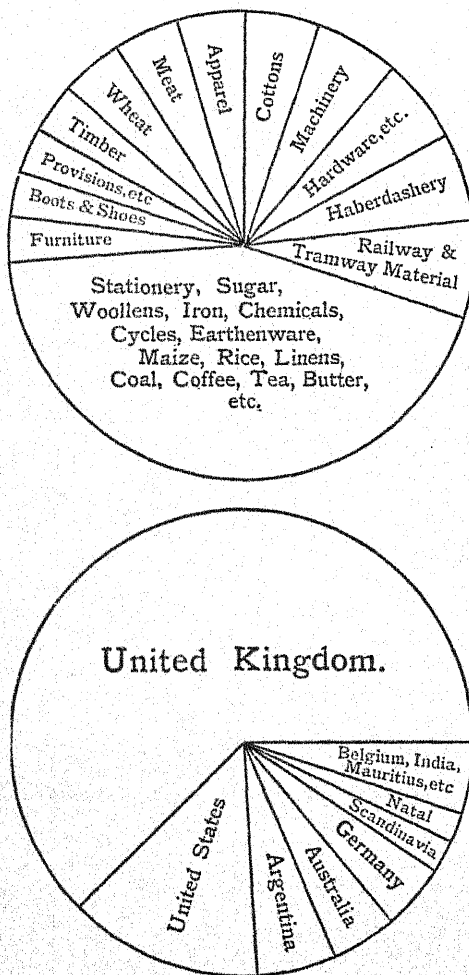 Furniture
Boots & Shoes
Provisions, etc
Timber
Wheat
Meat
Apparel
Cottons
Machinery
Hardware, etc.
Haberdashery
Railway &
Tramway Material
Stationery, Sugar,
Woollens, Iron, Chemicals,
Cycles, Earthenware,
Maize, Rice, Linens,
Coal, Coffee, Tea, Butter,
etc.
United Kingdom.
Belgium, India,
Mauritius, etc
Natal
Scandinavia
Germany
Australia
Argentina
United States